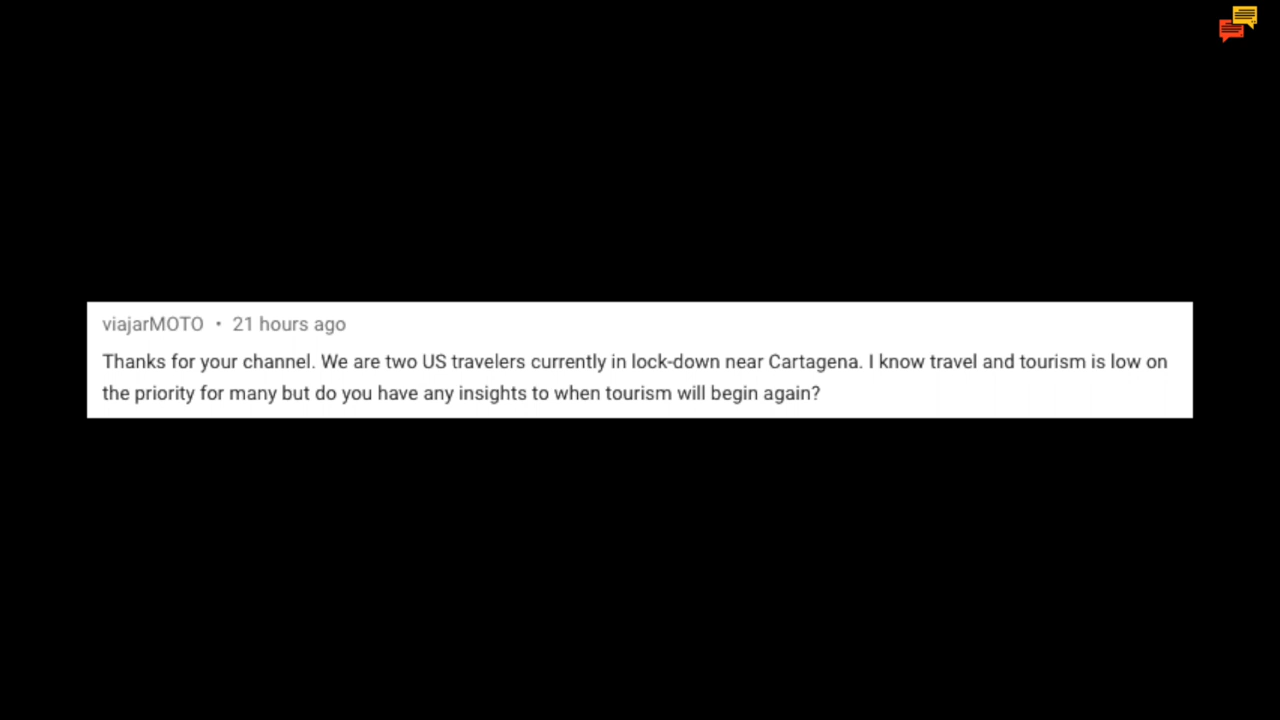 viajarMOTO • 21 hours ago
Thanks for your channel. We are two US travelers currently in lock-down near Cartagena. I know travel and tourism is low on
the priority for many but do you have any insights to when tourism will begin again?